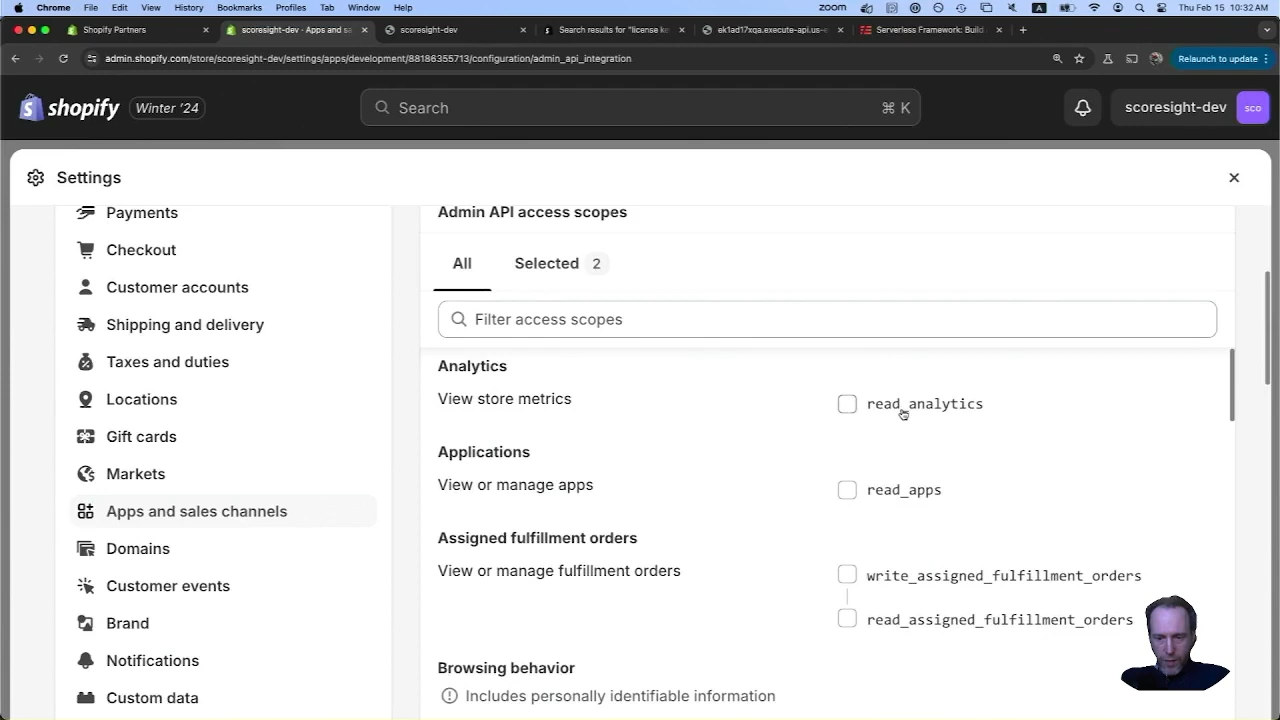 Chrome File Edit View History Bookmarks Profiles Tab Window Help zoom A Thu Feb 15 10:32 AM
Shopify Partners scoresight-dev · Apps and sa scoresight-dev Search results for "license ke ek1ad17xqa.execute-api.us-e Serverless Framework: Build
admin.shopify.com/store/scoresight-dev/settings/apps/development/88186355713/configuration/admin_api_integration Relaunch to update
shopify Winter '24 Search ⌘ K scoresight-dev sco
Settings
Payments
Checkout
Customer accounts
Shipping and delivery
Taxes and duties
Locations
Gift cards
Markets
Apps and sales channels
Domains
Customer events
Brand
Notifications
Custom data
Admin API access scopes
All Selected 2
Filter access scopes
Analytics
View store metrics read_analytics
Applications
View or manage apps read_apps
Assigned fulfillment orders
View or manage fulfillment orders write_assigned_fulfillment_orders
read_assigned_fulfillment_orders
Browsing behavior
Includes personally identifiable information